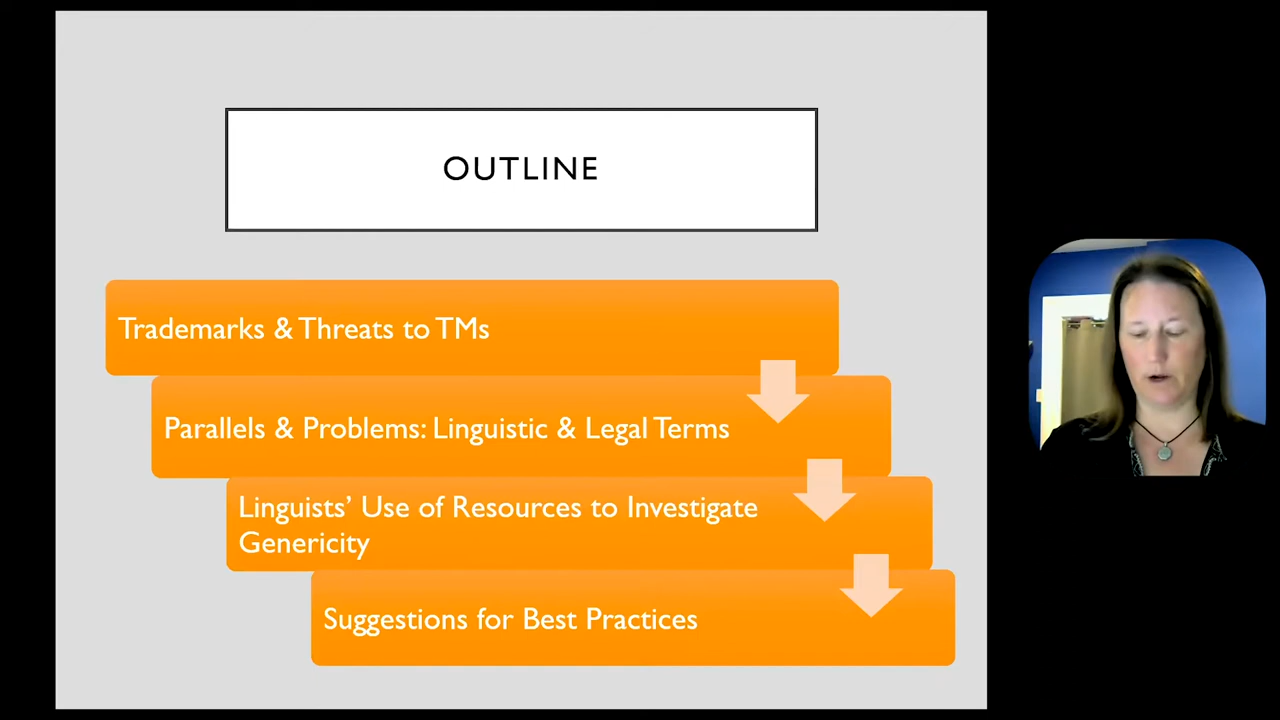 OUTLINE
Trademarks & Threats to TMs
Parallels & Problems: Linguistic & Legal Terms
Linguists’ Use of Resources to Investigate
Genericity
Suggestions for Best Practices